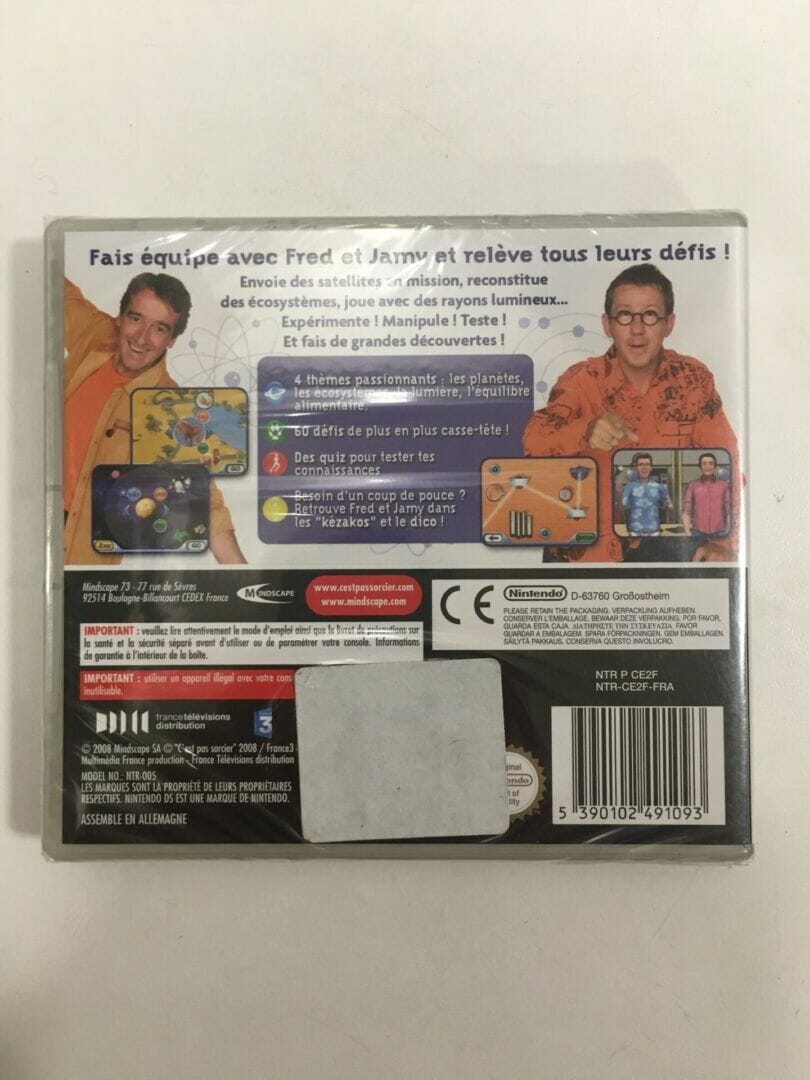 Fais équipe avec Fred et Jamy et relève tous leurs défis !
Envoie des satellites en mission, reconstitue
des écosystèmes, joue avec des rayons lumineux...
Expérimente ! Manipule ! Teste !
Et fais de grandes découvertes !
4 thèmes passionnants : les planètes,
les écosystèmes, la lumière, l'équilibre
alimentaire.
60 défis de plus en plus casse-tête !
Des quiz pour tester tes
connaissances
Besoin d'un coup de pouce ?
Retrouve Fred et Jamy dans
les "kézakos" et le dico !
GO
Zzz
GO
STOP
Mindscape 73 - 77 rue de Sèvres
92514 Boulogne-Billancourt CEDEX France
MINDSCAPE
www.cestpassorcier.com
www.mindscape.com
CE
Nintendo
D-63760 Großostheim
PLEASE RETAIN THE PACKAGING. VERPACKUNG AUFHEBEN.
CONSERVER L'EMBALLAGE. BEWAAR DEZE VERPAKKING. POR FAVOR,
GUARDA ESTA CAJA. ΔΙΑΤΗΡΗΣΤΕ ΤΗΝ ΣΥΣΚΕΥΑΣΙΑ. FAVOR
GUARDAR A EMBALAGEM. SPARA FÖRPACKNINGEN. GEM EMBALLAGEN.
SÄILYTÄ PAKKAUS. CONSERVA QUESTO INVOLUCRO.
IMPORTANT : veuillez lire attentivement le mode d'emploi ainsi que le livret de précautions sur
la santé et la sécurité séparé avant d'utiliser ou de paramétrer votre console. Informations
de garantie à l'intérieur de la boîte.
IMPORTANT : utiliser un appareil illégal avec votre cons
inutilisable.
NTR P CE2F
NTR-CE2F-FRA
francetélévisions
distribution
3
© 2008 Mindscape SA © "C'est pas sorcier" 2008 / France3 -
Multimédia France production - France Télévisions distribution
MODEL NO.: NTR-005
LES MARQUES SONT LA PROPRIÉTÉ DE LEURS PROPRIÉTAIRES
RESPECTIFS. NINTENDO DS EST UNE MARQUE DE NINTENDO.
ASSEMBLE EN ALLEMAGNE
5 390102 491093